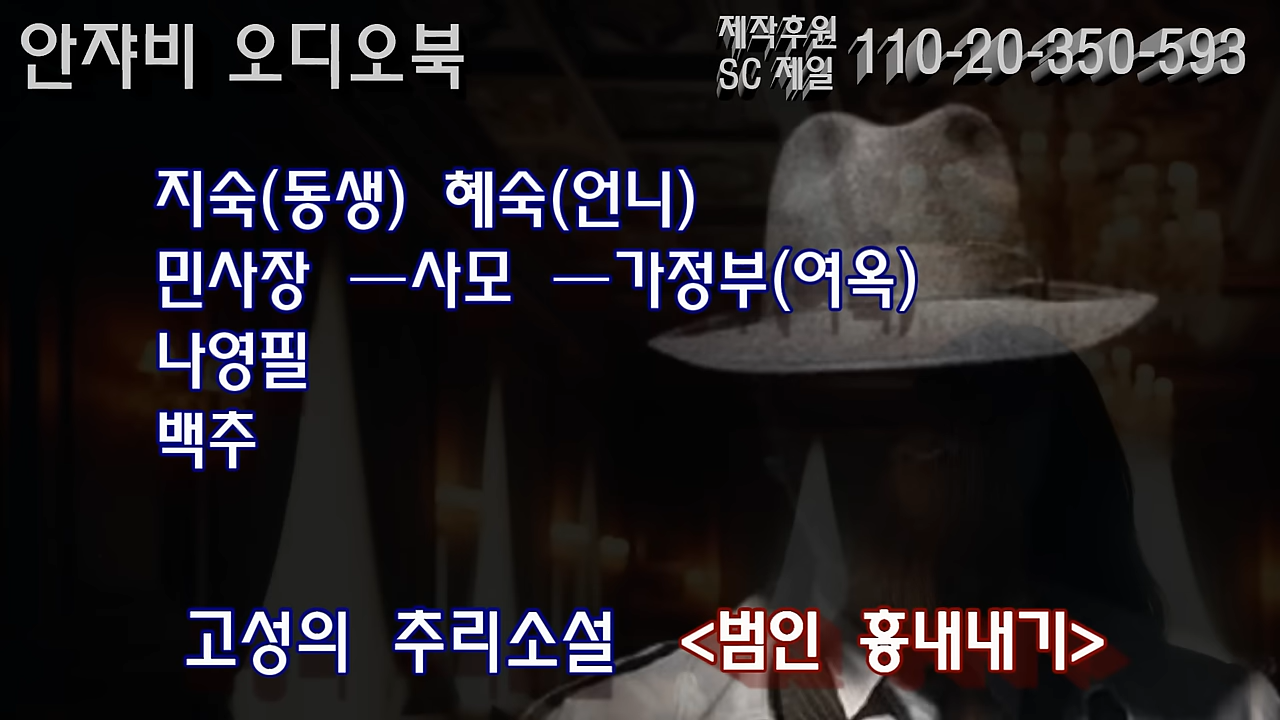 안쟈비 오디오북
제작후원
SC 제일
110-20-350-593
지숙(동생) 혜숙(언니)
민사장 —사모 —가정부(여옥)
나영필
백추
고성의 추리소설 <범인 흉내내기>